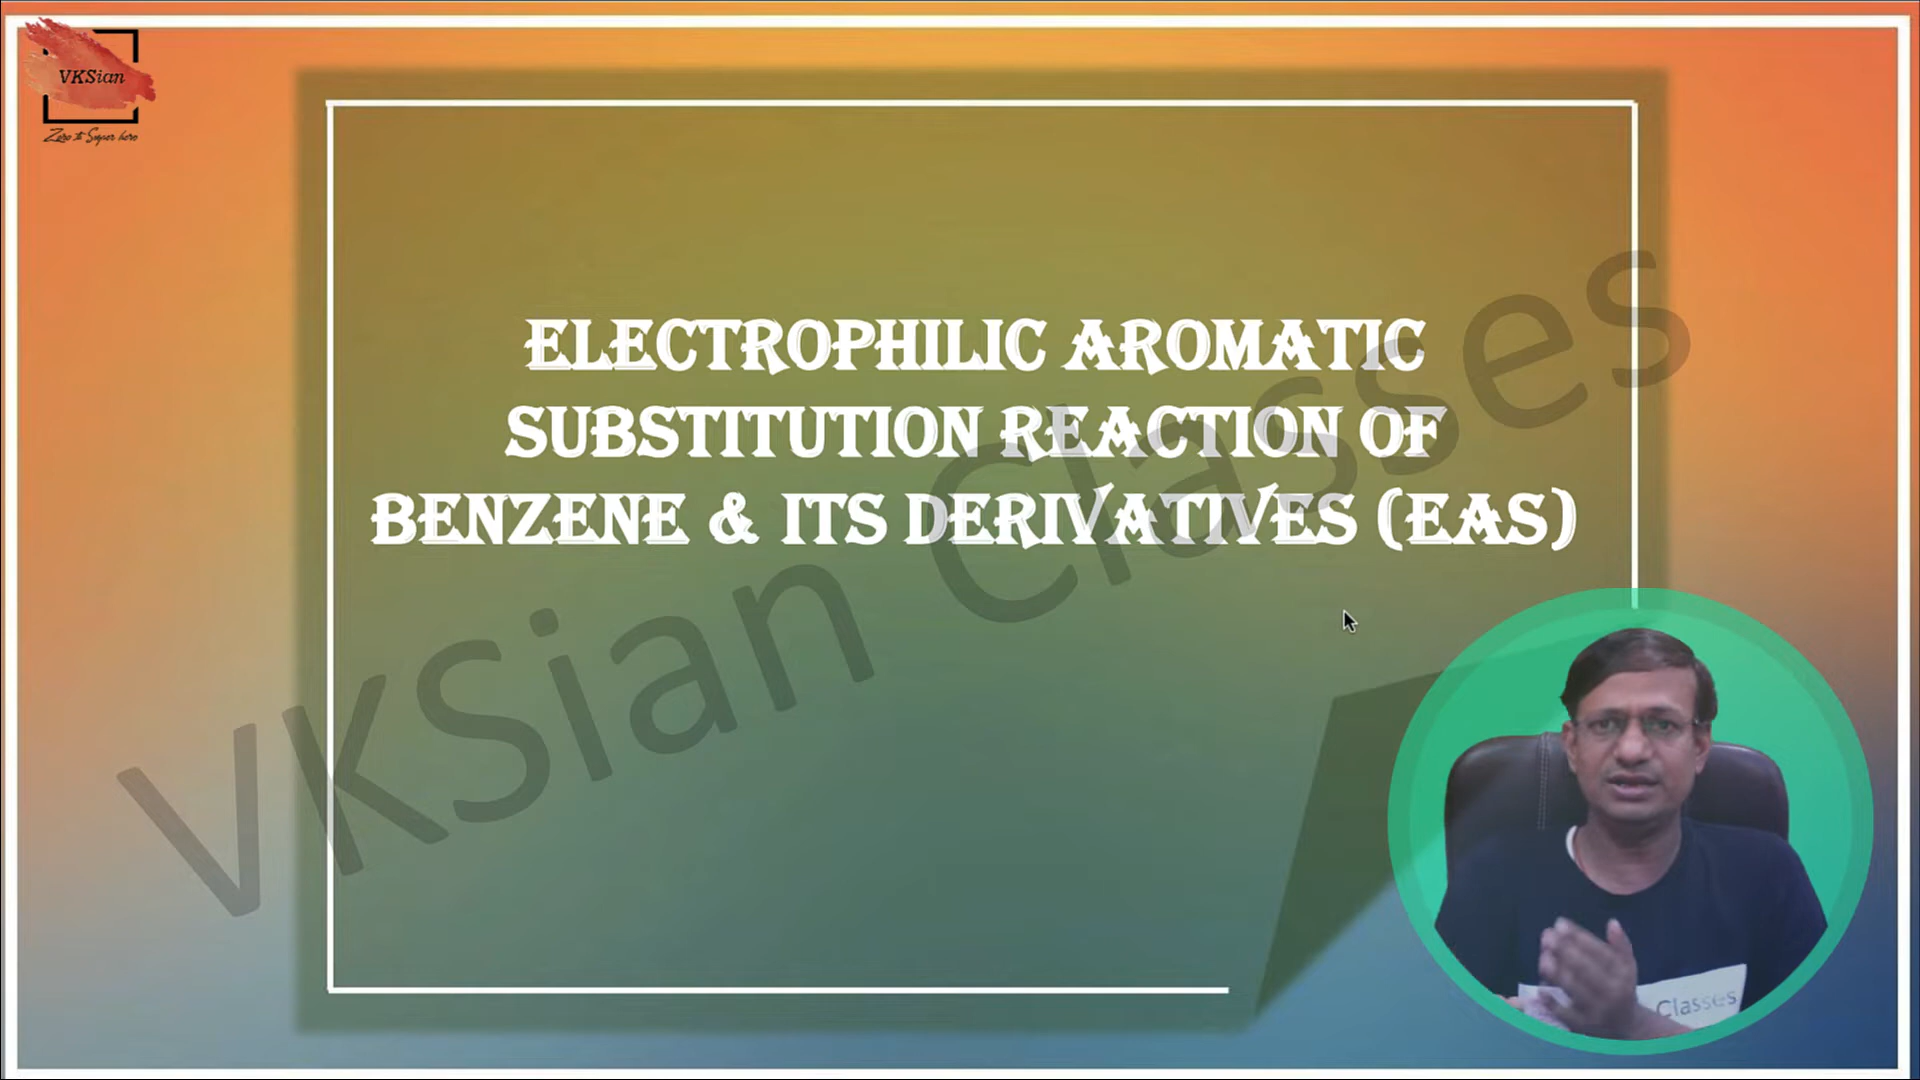 VKSian
Zero to Super hero
ELECTROPHILIC AROMATIC
SUBSTITUTION REACTION OF
BENZENE & ITS DERIVATIVES (EAS)
VKSian Classes
Classes